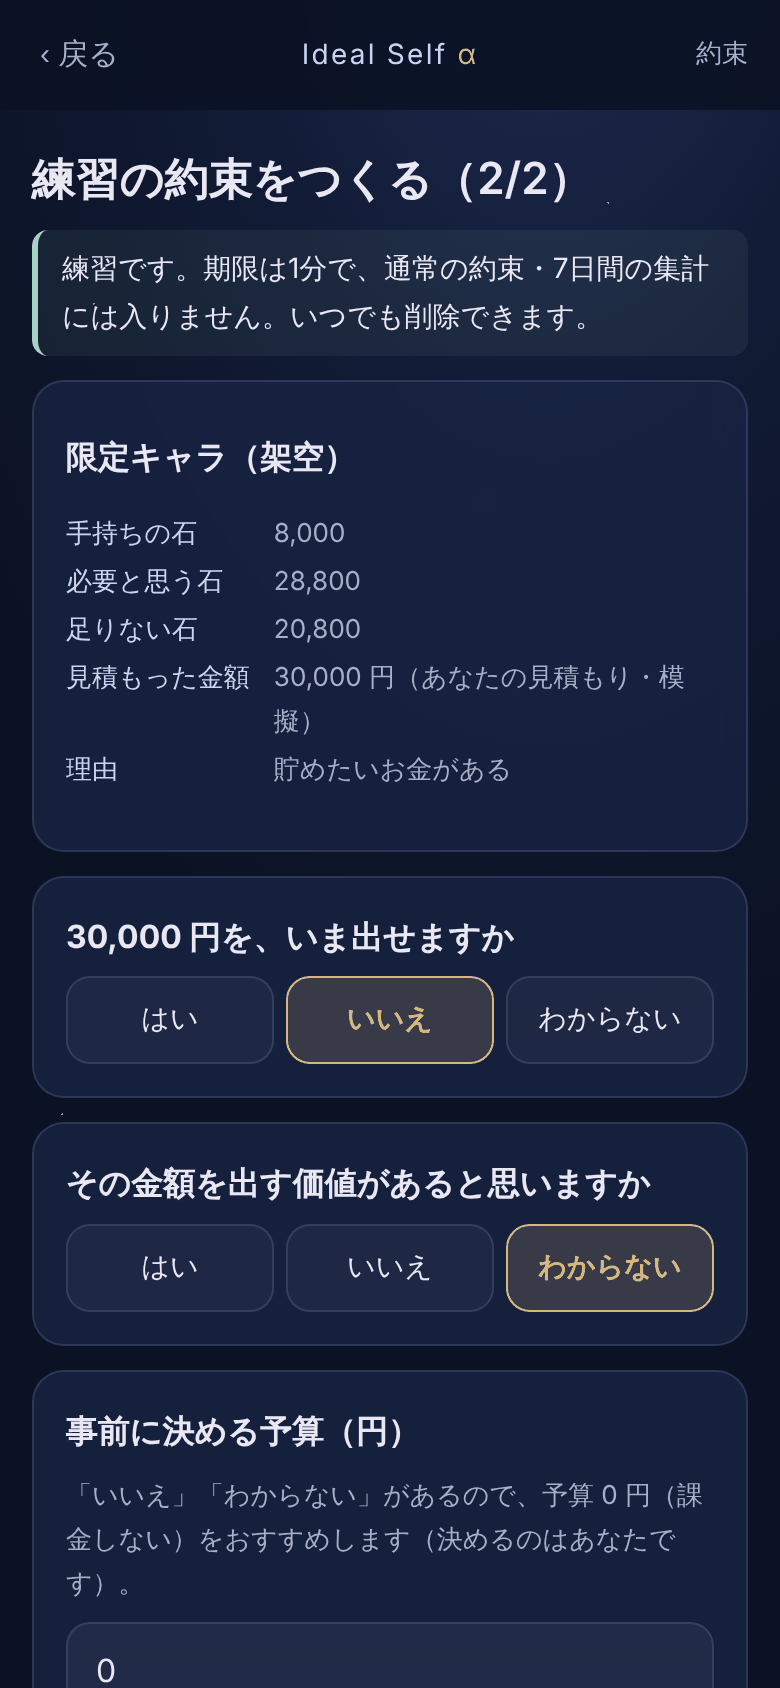 ‹ 戻る
Ideal Self α
約束
練習の約束をつくる（2/2）
練習です。期限は1分で、通常の約束・7日間の集計
には入りません。いつでも削除できます。
限定キャラ（架空）
手持ちの石 8,000
必要と思う石 28,800
足りない石 20,800
見積もった金額 30,000 円（あなたの見積もり・模
擬）
理由 貯めたいお金がある
30,000 円を、いま出せますか
はい いいえ わからない
その金額を出す価値があると思いますか
はい いいえ わからない
事前に決める予算（円）
「いいえ」「わからない」があるので、予算 0 円（課
金しない）をおすすめします（決めるのはあなたで
す）。
0